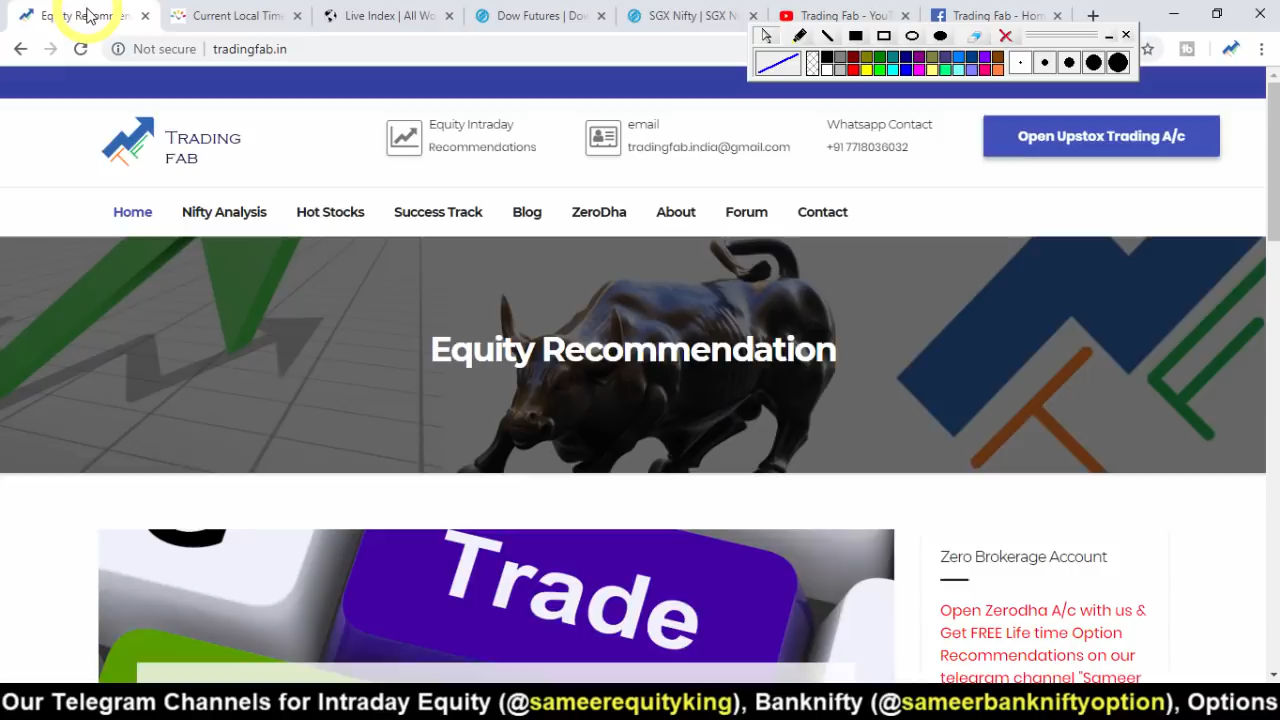 Equity Recommen
Current Local Time
Live Index | All Wo
Dow Futures | Do
SGX Nifty | SGX N
Trading Fab - YouT
Trading Fab - Hom
Not secure
tradingfab.in
TRADING
FAB
Equity Intraday
Recommendations
email
tradingfab.india@gmail.com
Whatsapp Contact
+91 7718036032
Open Upstox Trading A/c
Home Nifty Analysis Hot Stocks Success Track Blog ZeroDha About Forum Contact
Equity Recommendation
Trade
Zero Brokerage Account
Open Zerodha A/c with us &
Get FREE Life time Option
Recommendations on our
telegram channel "Sameer
Our Telegram Channels for Intraday Equity (@sameerequityking), Banknifty (@sameerbankniftyoption), Options